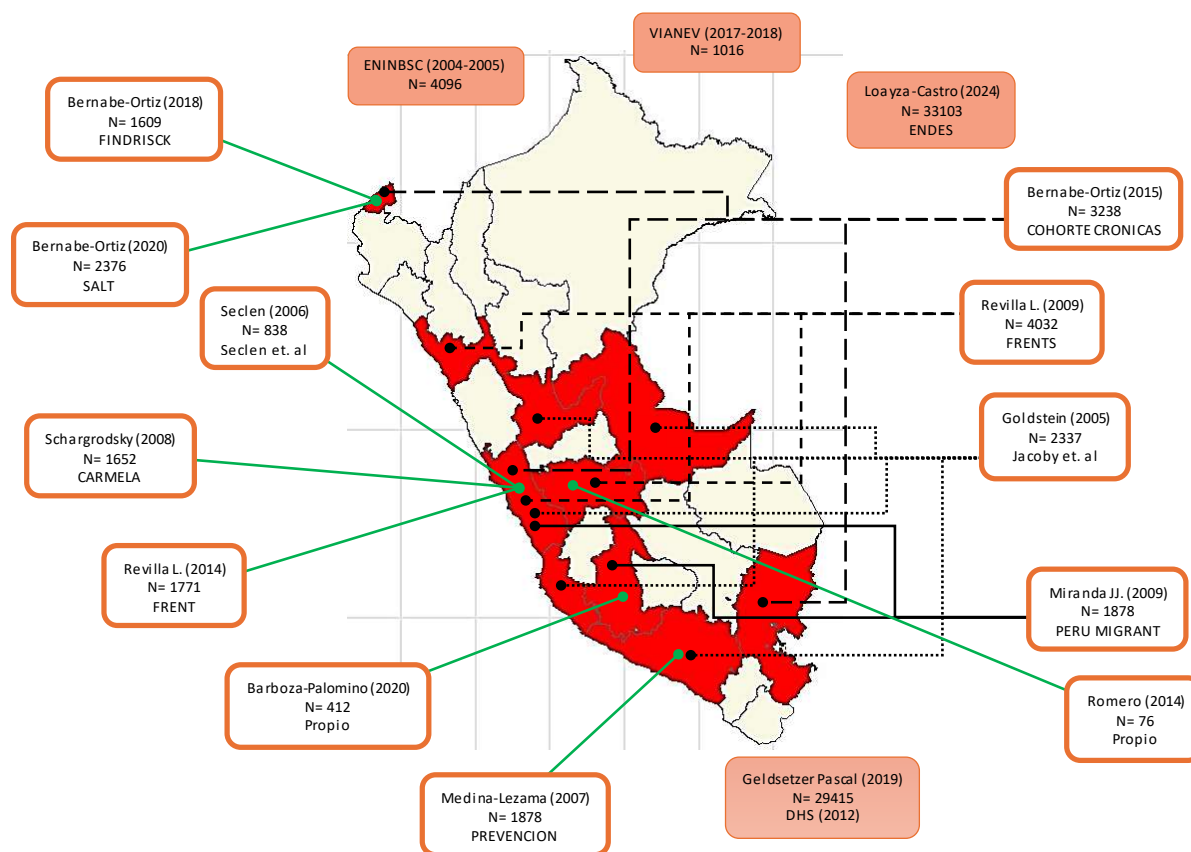 VIANEV (2017-2018)
N= 1016
ENINBSC (2004-2005)
N= 4096
Loayza-Castro (2024)
N= 33103
ENDES
Bernabe-Ortiz (2018)
N= 1609
FINDRISCK
Bernabe-Ortiz (2015)
N= 3238
COHORTE CRONICAS
Bernabe-Ortiz (2020)
N= 2376
SALT
Seclen (2006)
N= 838
Seclen et. al
Revilla L. (2009)
N= 4032
FRENTS
Schargrodsky (2008)
N= 1652
CARMELA
Goldstein (2005)
N= 2337
Jacoby et. al
Revilla L. (2014)
N= 1771
FRENT
Miranda JJ. (2009)
N= 1878
PERU MIGRANT
Barboza-Palomino (2020)
N= 412
Propio
Romero (2014)
N= 76
Propio
Medina-Lezama (2007)
N= 1878
PREVENCION
Geldsetzer Pascal (2019)
N= 29415
DHS (2012)